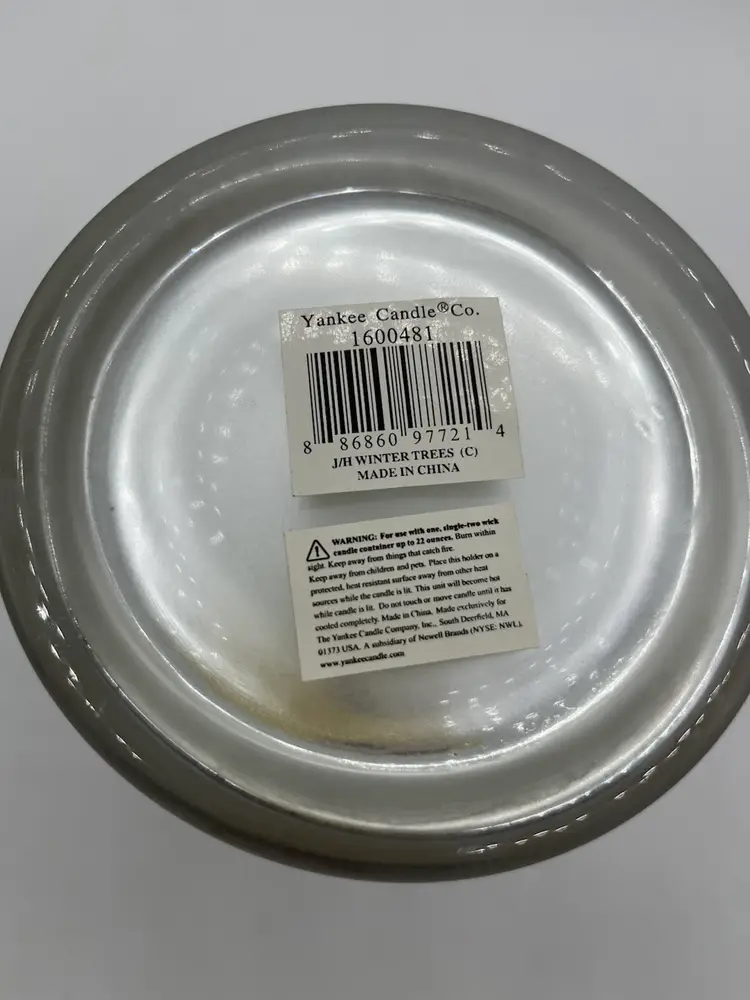 Yankee Candle®Co.
1600481
8 86860 97721 4
J/H WINTER TREES (C)
MADE IN CHINA
WARNING: For use with one, single-two wick
candle container up to 22 ounces. Burn within
sight. Keep away from things that catch fire.
Keep away from children and pets. Place this holder on a
protected, heat resistant surface away from other heat
sources while the candle is lit. This unit will become hot
while candle is lit. Do not touch or move candle until it has
cooled completely. Made in China. Made exclusively for
The Yankee Candle Company, Inc., South Deerfield, MA
01373 USA. A subsidiary of Newell Brands (NYSE: NWL).
www.yankeecandle.com